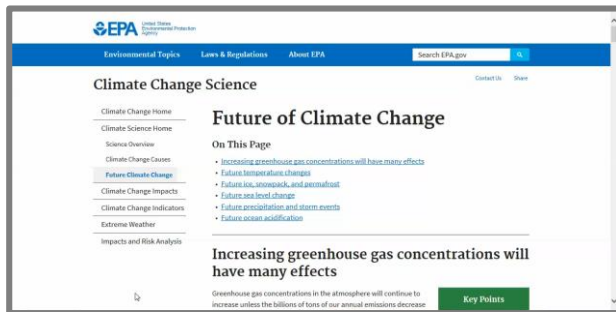 EPA United States
Environmental Protection
Agency
Environmental Topics Laws & Regulations About EPA Search EPA.gov
Contact Us Share
Climate Change Science
Climate Change Home
Climate Science Home
Science Overview
Climate Change Causes
Future Climate Change
Climate Change Impacts
Climate Change Indicators
Extreme Weather
Impacts and Risk Analysis
Future of Climate Change
On This Page
Increasing greenhouse gas concentrations will have many effects
Future temperature changes
Future ice, snowpack, and permafrost
Future sea level change
Future precipitation and storm events
Future ocean acidification
Increasing greenhouse gas concentrations will
have many effects
Greenhouse gas concentrations in the atmosphere will continue to
increase unless the billions of tons of our annual emissions decrease
Key Points